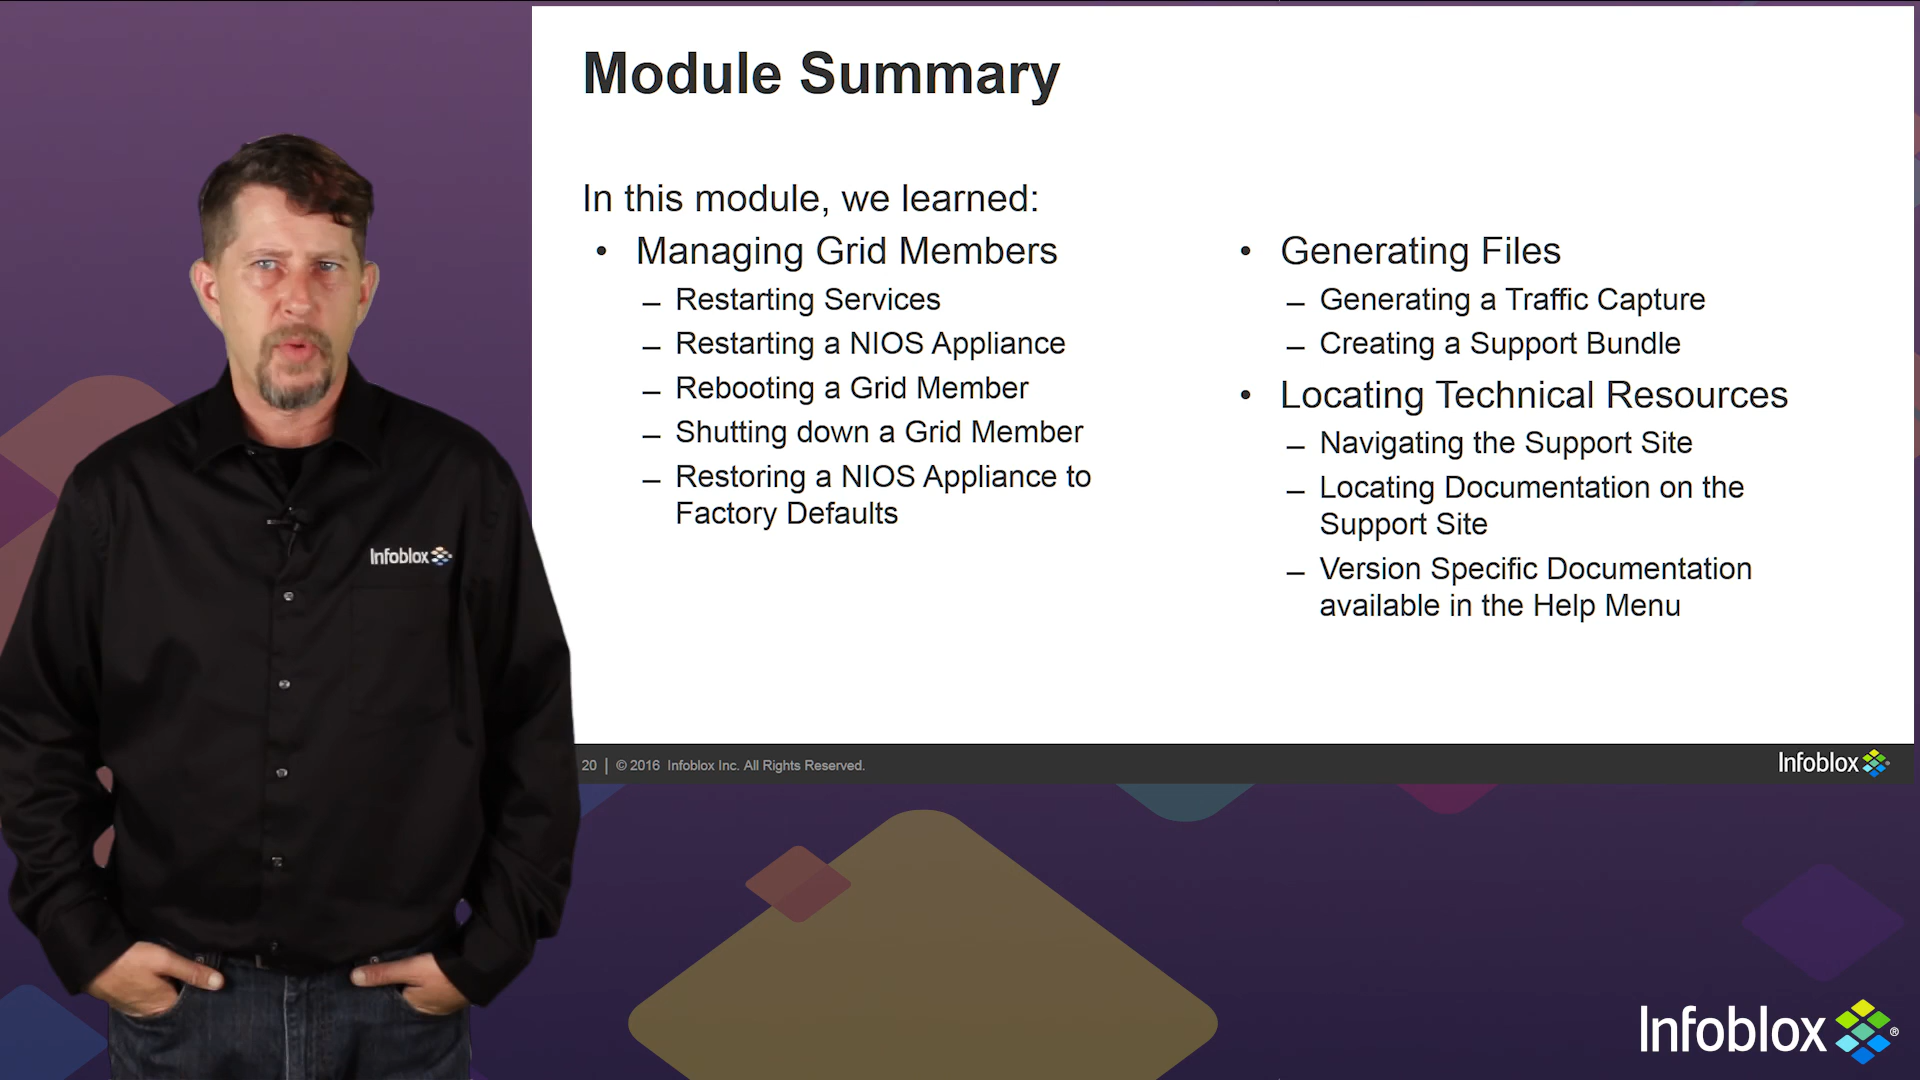 Module Summary
In this module, we learned:
• Managing Grid Members
– Restarting Services
– Restarting a NIOS Appliance
– Rebooting a Grid Member
– Shutting down a Grid Member
– Restoring a NIOS Appliance to
Factory Defaults
• Generating Files
– Generating a Traffic Capture
– Creating a Support Bundle
• Locating Technical Resources
– Navigating the Support Site
– Locating Documentation on the
Support Site
– Version Specific Documentation
available in the Help Menu
Infoblox
20 | © 2016 Infoblox Inc. All Rights Reserved.
Infoblox
Infoblox ®